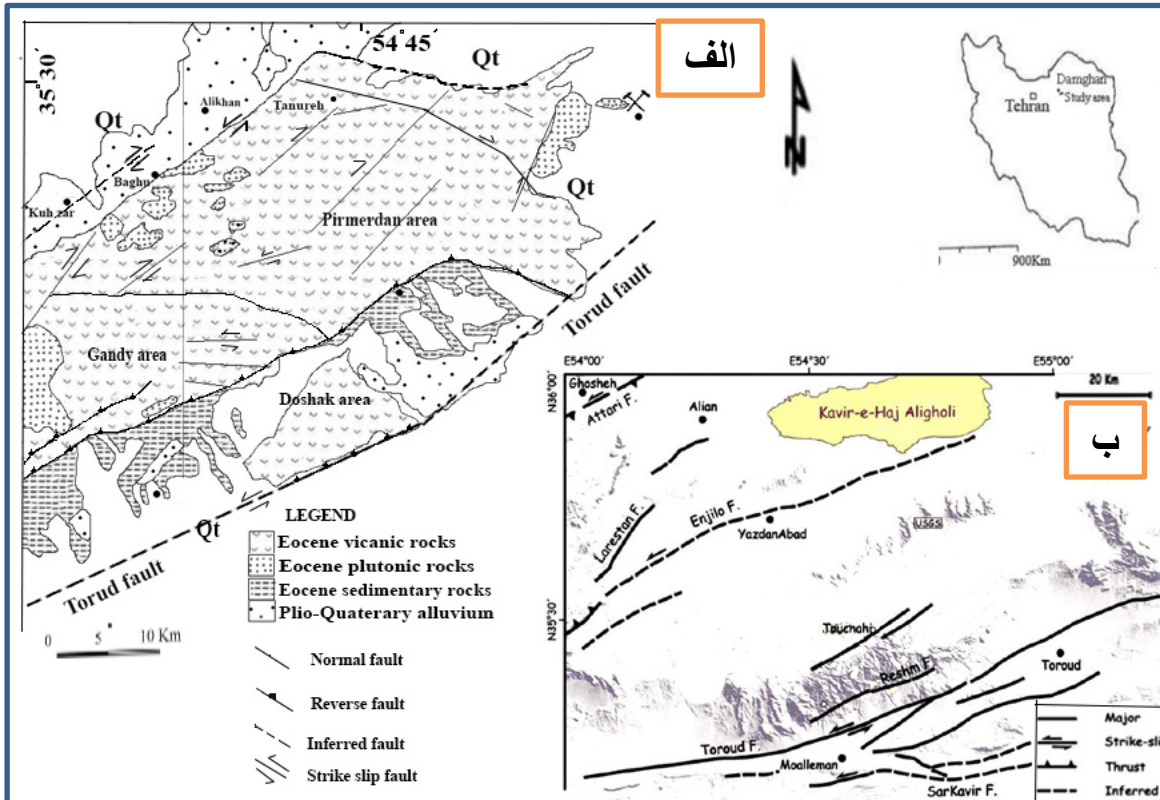 الف
54°45'
35°30
Qt
Qt
Qt
Qt
Alikhan
Tanureh
Baghu
Kuh zar
Pirmerdan area
Gandy area
Doshak area
Torud fault
Torud fault
0 5 10 Km
LEGEND
Eocene vicanic rocks
Eocene plutonic rocks
Eocene sedimentary rocks
Plio-Quaterary alluvium
Normal fault
Reverse fault
Inferred fault
Strike slip fault
N
Damghan
Study area
Tehran
900Km
ب
E54°00'
E54°30
E55°00'
N36°00'
N35°30
20 Km
Ghosheh
Attari F.
Alian
Kavir-e-Haj Aligholi
Larestan F.
Enjilo F.
YazdanAbad
USGS
Reshm F.
Toroud
Toroud F.
Moalleman
SarKavir F.
Major
Strike-sli
Thrust
Inferred